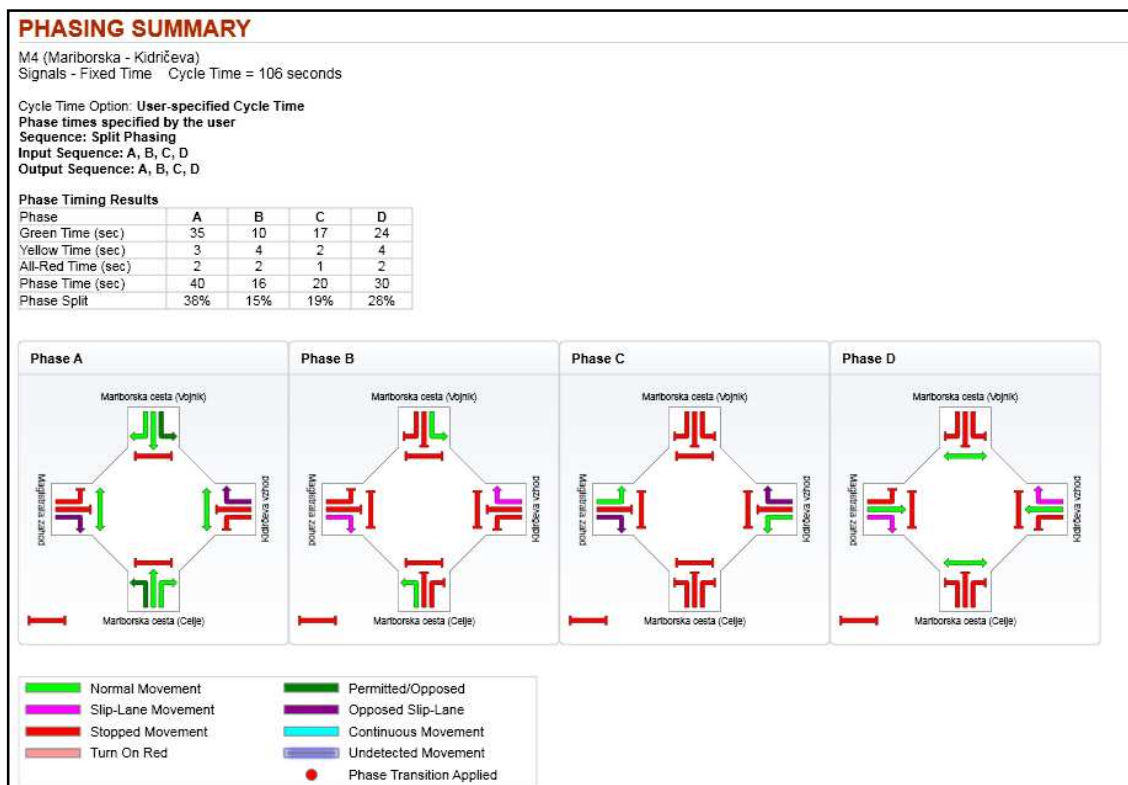 PHASING SUMMARY
M4 (Mariborska - Kidričeva)
Signals - Fixed Time Cycle Time = 106 seconds
Cycle Time Option: User-specified Cycle Time
Phase times specified by the user
Sequence: Split Phasing
Input Sequence: A, B, C, D
Output Sequence: A, B, C, D
Phase Timing Results
Phase A B C D
Green Time (sec) 35 10 17 24
Yellow Time (sec) 3 4 2 4
All-Red Time (sec) 2 2 1 2
Phase Time (sec) 40 16 20 30
Phase Split 38% 15% 19% 28%
Phase A
Mariborska cesta (Vojnik)
Magistrala zahod
Kidričeva vzhod
Mariborska cesta (Celje)
Phase B
Mariborska cesta (Vojnik)
Magistrala zahod
Kidričeva vzhod
Mariborska cesta (Celje)
Phase C
Mariborska cesta (Vojnik)
Magistrala zahod
Kidričeva vzhod
Mariborska cesta (Celje)
Phase D
Mariborska cesta (Vojnik)
Magistrala zahod
Kidričeva vzhod
Mariborska cesta (Celje)
Normal Movement Permitted/Opposed
Slip-Lane Movement Opposed Slip-Lane
Stopped Movement Continuous Movement
Turn On Red Undetected Movement
Phase Transition Applied